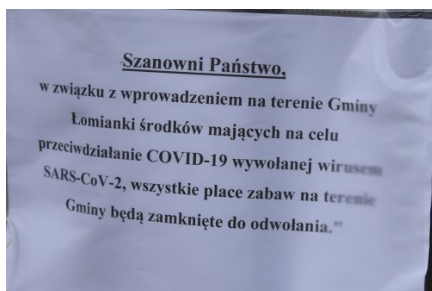 Szanowni Państwo,
w związku z wprowadzeniem na terenie Gminy
Łomianki środków mających na celu
przeciwdziałanie COVID-19 wywołanej wirusem
SARS-CoV-2, wszystkie place zabaw na terenie
Gminy będą zamknięte do odwołania.”